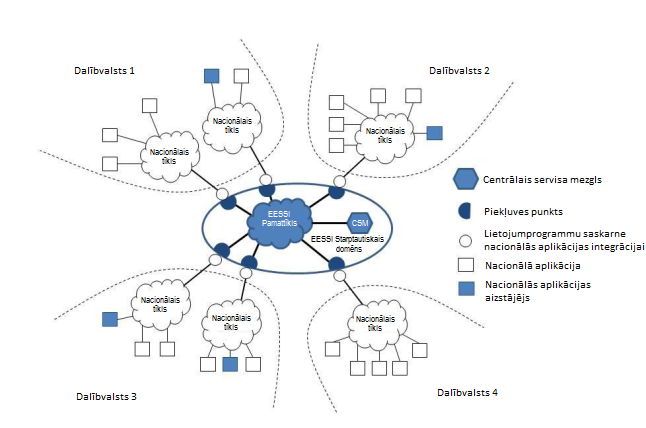 Dalībvalsts 1
Dalībvalsts 2
Nacionālais
tīkls
Nacionālais
tīkls
Nacionālais
tīkls
Centrālais servisa mezgls
Piekļuves punkts
Lietojumprogrammu saskarne
nacionālās aplikācijas integrācijai
Nacionālā aplikācija
Nacionālās aplikācijas
aizstājējs
EESSI
Pamattīkls
CSM
EESSI Starptautiskais
domēns
Nacionālais
tīkls
Nacionālais
tīkls
Nacionālais
tīkls
Dalībvalsts 3
Dalībvalsts 4